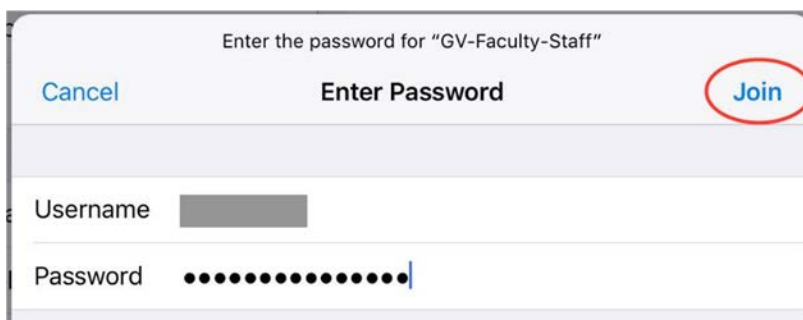 Enter the password for “GV-Faculty-Staff”
Cancel Enter Password Join
Username
Password ●●●●●●●●●●●●●●●